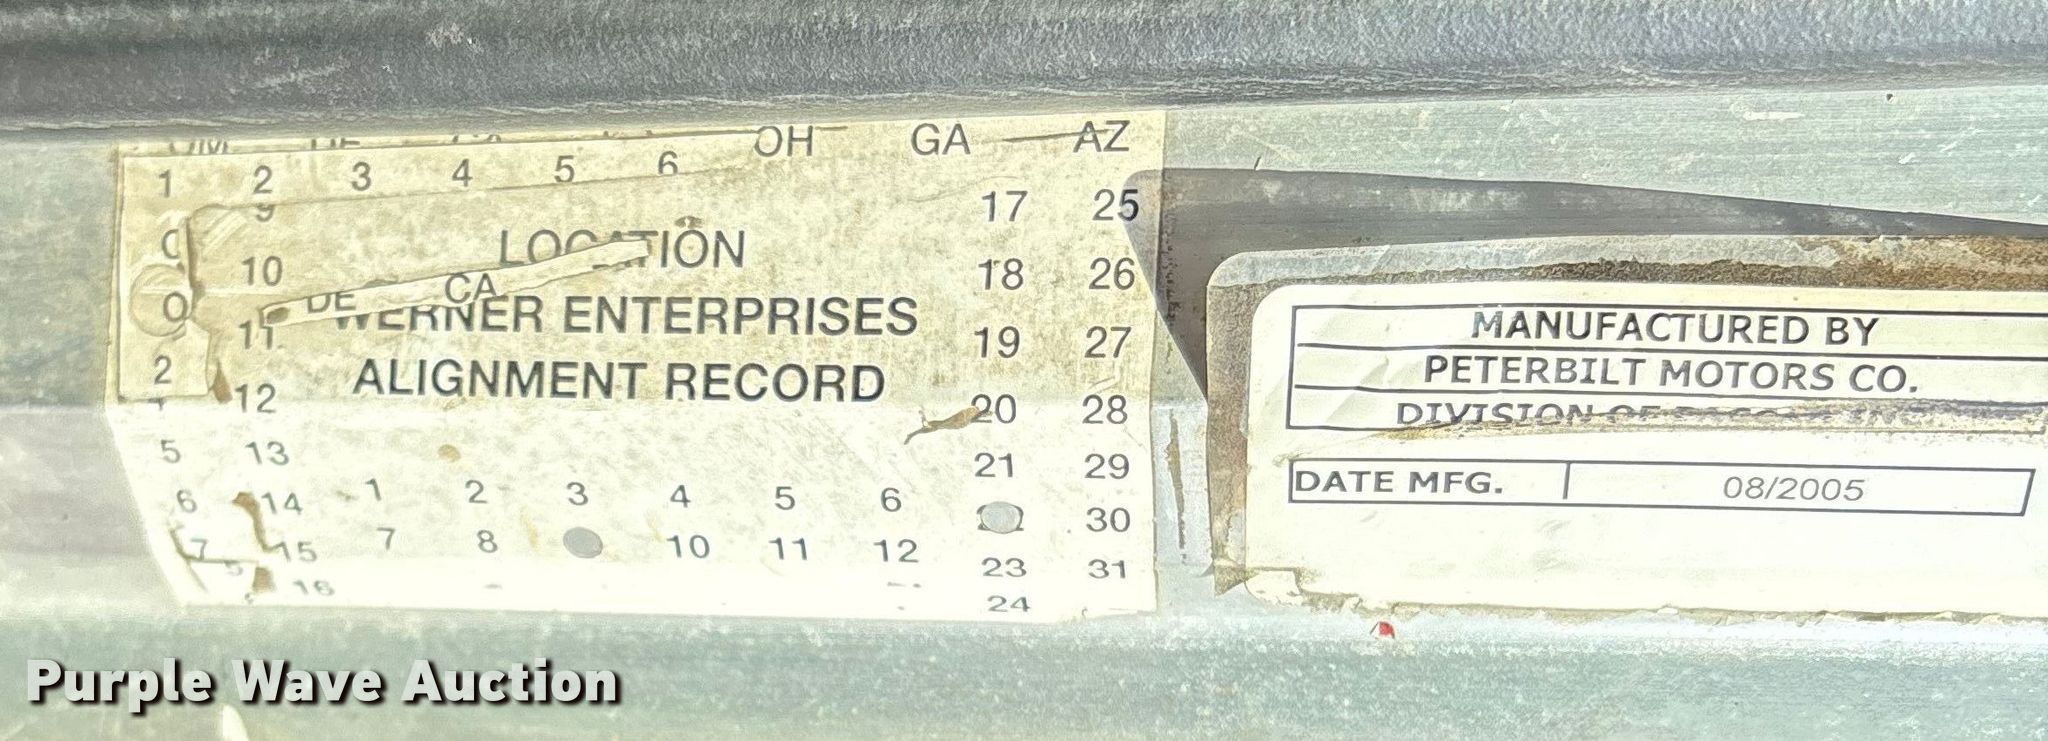 OH GA AZ
1 2 3 4 5 6
17 25
LOCATION
10 18 26
DE CA
WERNER ENTERPRISES
11 19 27
2
ALIGNMENT RECORD
12 20 28
5 13 21 29
6 14 1 2 3 4 5 6
30
7 15 7 8 10 11 12 23 31
5 16 24
MANUFACTURED BY
PETERBILT MOTORS CO.
DIVISION OF
DATE MFG. 08/2005
Purple Wave Auction